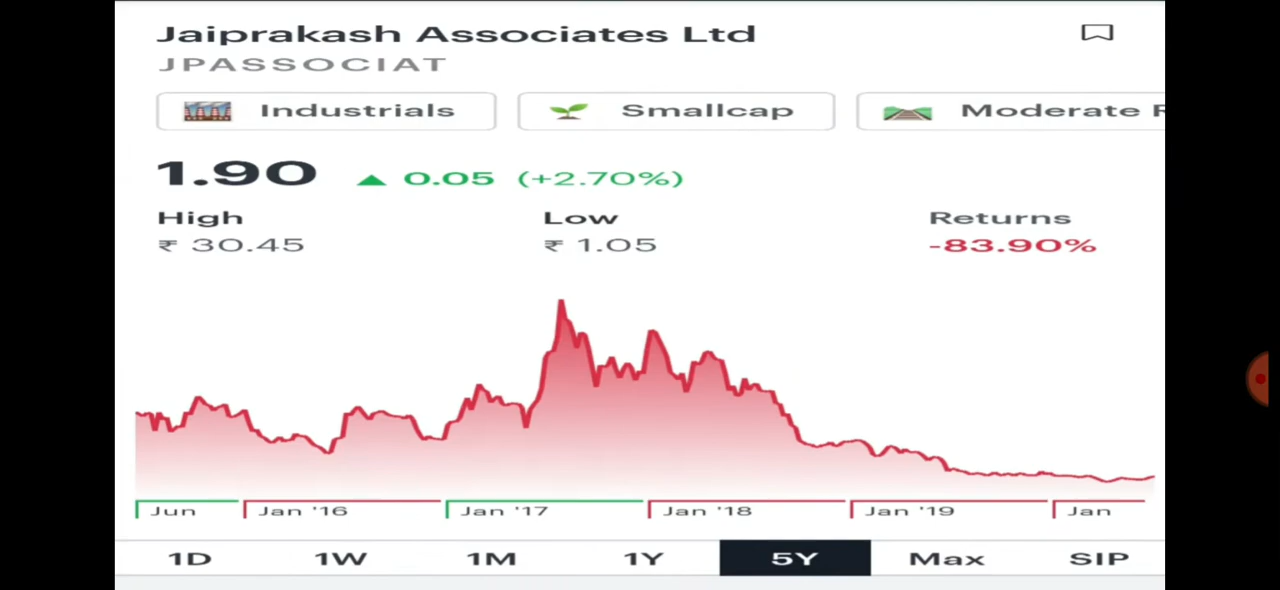 Jaiprakash Associates Ltd
JPASSOCIAT
Industrials Smallcap Moderate
1.90 ▲ 0.05 (+2.70%)
High Low Returns
₹ 30.45 ₹ 1.05 -83.90%
Jun Jan '16 Jan '17 Jan '18 Jan '19 Jan
1D 1W 1M 1Y 5Y Max SIP